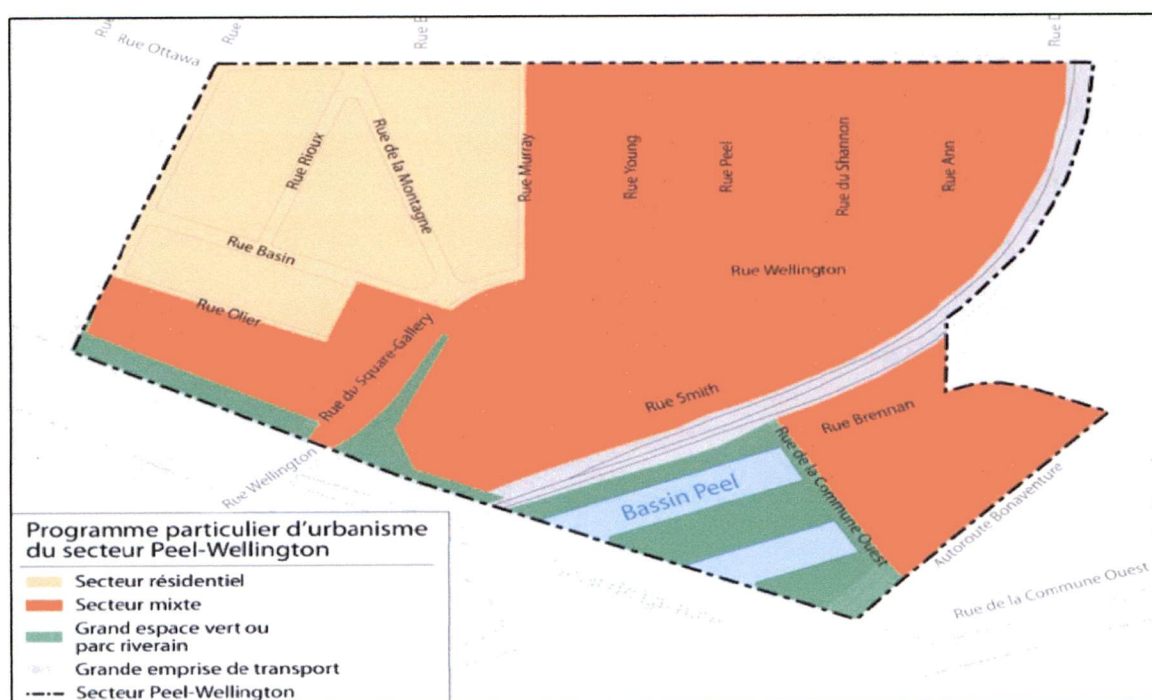 Rue Ottawa
Rue Rioux
Rue de la Montagne
Rue Murray
Rue Young
Rue Peel
Rue du Shannon
Rue Ann
Rue Basin
Rue Wellington
Rue Olier
Rue du Square-Gallery
Rue Smith
Rue Brennan
Rue de la Commune Ouest
Bassin Peel
Rue Wellington
Autoroute Bonaventure
Rue de la Commune Ouest
Programme particulier d'urbanisme
du secteur Peel-Wellington
Secteur résidentiel
Secteur mixte
Grand espace vert ou
parc riverain
Grande emprise de transport
Secteur Peel-Wellington